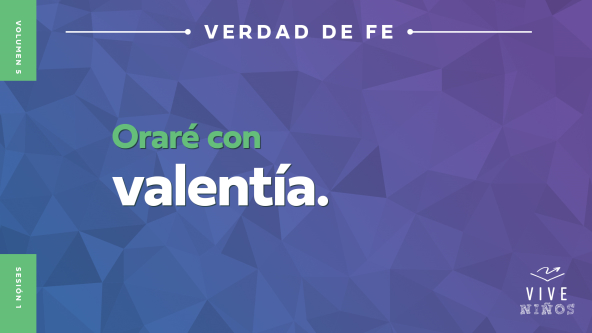 VOLUMEN 5
VERDAD DE FE
Oraré con
valentía.
SESIÓN 1
VIVE
NIÑOS